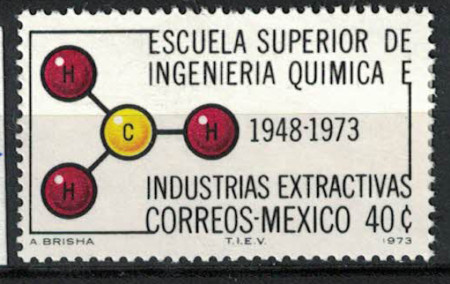 ESCUELA SUPERIOR DE
INGENIERIA QUIMICA E
H
C H 1948-1973
H
INDUSTRIAS EXTRACTIVAS
CORREOS-MEXICO 40¢
A. BRISHA T.I.E.V. 1973